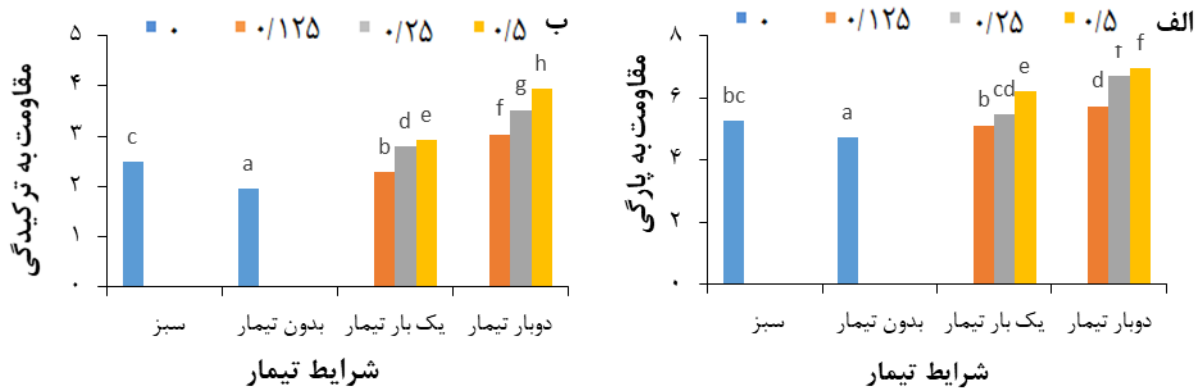 الف
۰ ۰/۱۲۵ ۰/۲۵ ۰/۵
مقاومت به پارگی
۸
۶
۴
۲
۰
bc a b cd e d f f
سبز بدون تیمار یک بار تیمار دوبار تیمار
شرایط تیمار
ب
۰ ۰/۱۲۵ ۰/۲۵ ۰/۵
مقاومت به ترکیدگی
۵
۴
۳
۲
۱
۰
c a b d e f g h
سبز بدون تیمار یک بار تیمار دوبار تیمار
شرایط تیمار